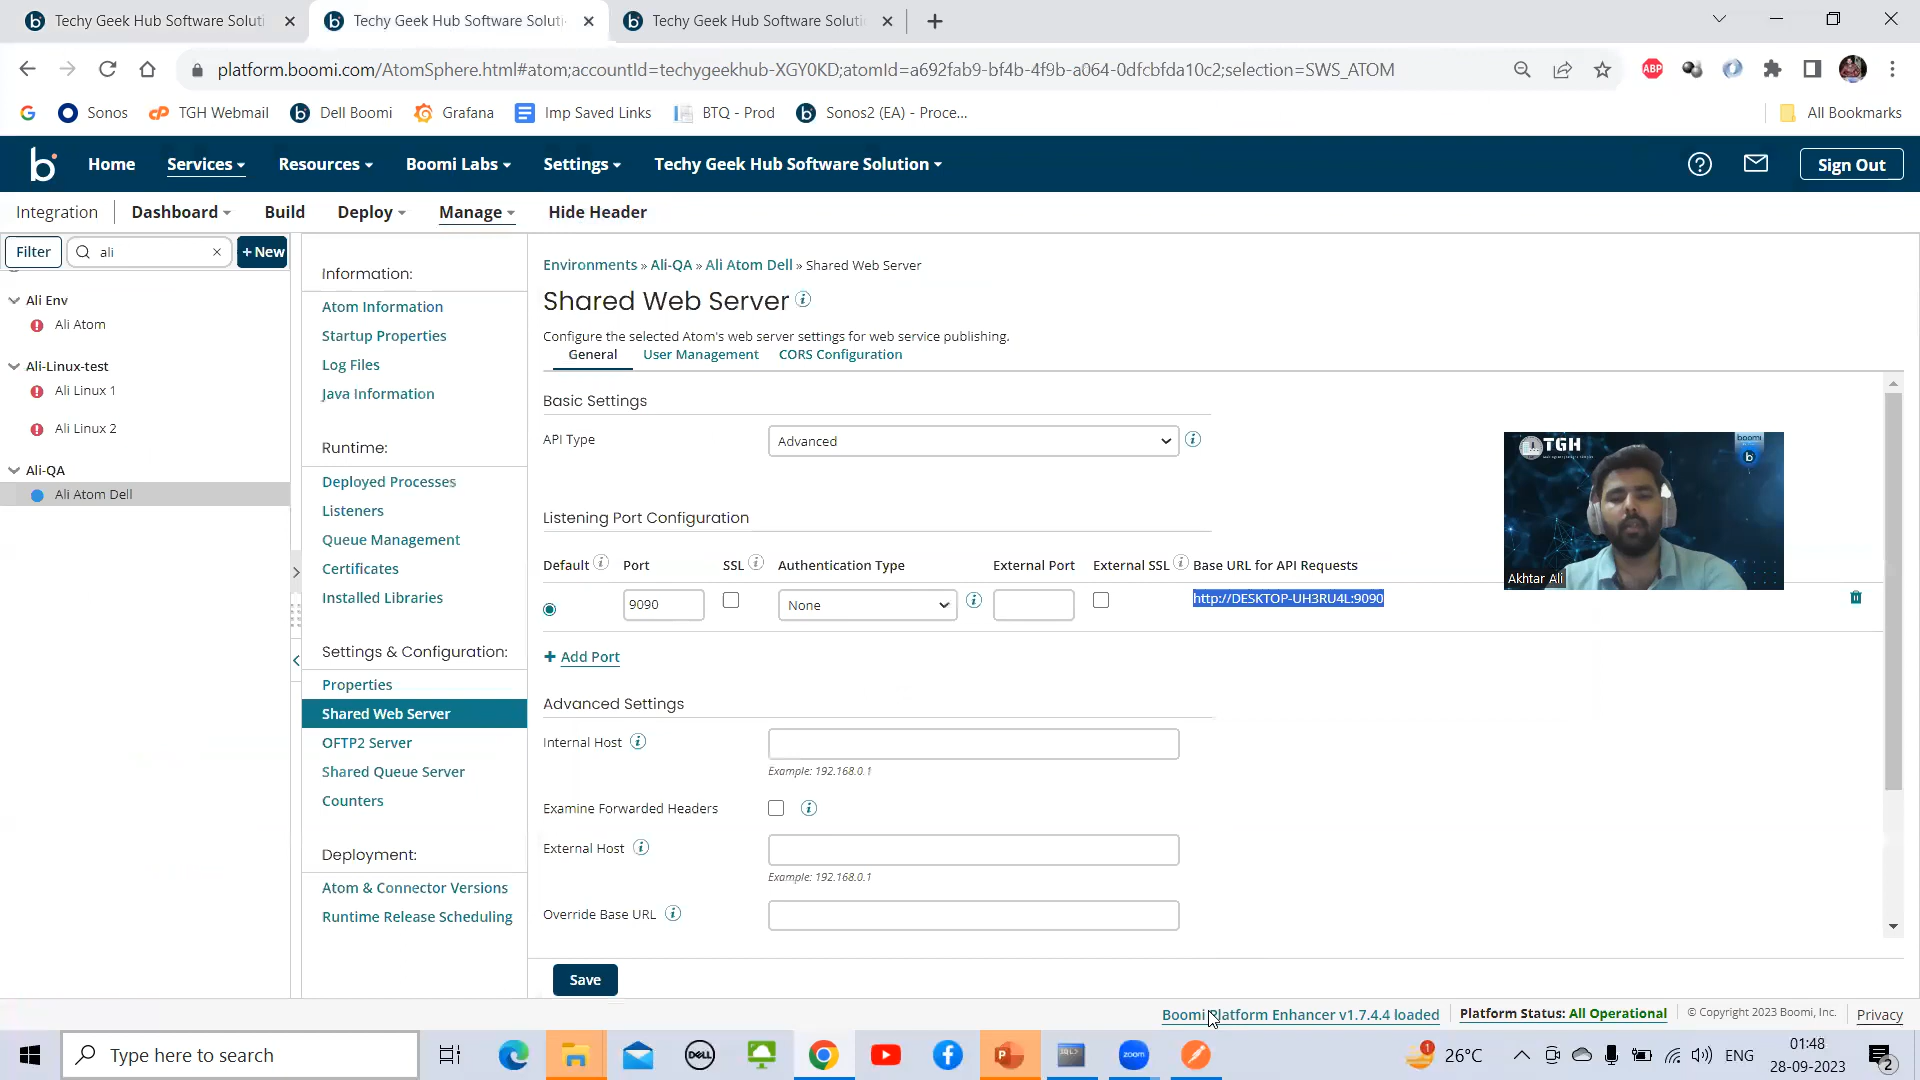 Techy Geek Hub Software Soluti
Techy Geek Hub Software Soluti
Techy Geek Hub Software Soluti
platform.boomi.com/AtomSphere.html#atom;accountId=techygeekhub-XGY0KD;atomId=a692fab9-bf4b-4f9b-a064-0dfcbfda10c2;selection=SWS_ATOM
ABP
Sonos
TGH Webmail
Dell Boomi
Grafana
Imp Saved Links
BTQ - Prod
Sonos2 (EA) - Proce...
All Bookmarks
b Home Services Resources Boomi Labs Settings Techy Geek Hub Software Solution Sign Out
Integration Dashboard Build Deploy Manage Hide Header
Filter ali + New
Ali Env
Ali Atom
Ali-Linux-test
Ali Linux 1
Ali Linux 2
Ali-QA
Ali Atom Dell
Information:
Atom Information
Startup Properties
Log Files
Java Information
Runtime:
Deployed Processes
Listeners
Queue Management
Certificates
Installed Libraries
Settings & Configuration:
Properties
Shared Web Server
OFTP2 Server
Shared Queue Server
Counters
Deployment:
Atom & Connector Versions
Runtime Release Scheduling
Environments » Ali-QA » Ali Atom Dell » Shared Web Server
Shared Web Server
Configure the selected Atom's web server settings for web service publishing.
General User Management CORS Configuration
Basic Settings
API Type Advanced
Listening Port Configuration
Default Port SSL Authentication Type External Port External SSL Base URL for API Requests
9090 None http://DESKTOP-UH3RU4L:9090
+ Add Port
Advanced Settings
Internal Host
Example: 192.168.0.1
Examine Forwarded Headers
External Host
Example: 192.168.0.1
Override Base URL
Save
TGH
boomi
b
Akhtar Ali
Boomi Platform Enhancer v1.7.4.4 loaded
Platform Status: All Operational
© Copyright 2023 Boomi, Inc.
Privacy
Type here to search
DELL
SQL
zoom
1
26°C
ENG
01:48
28-09-2023
2